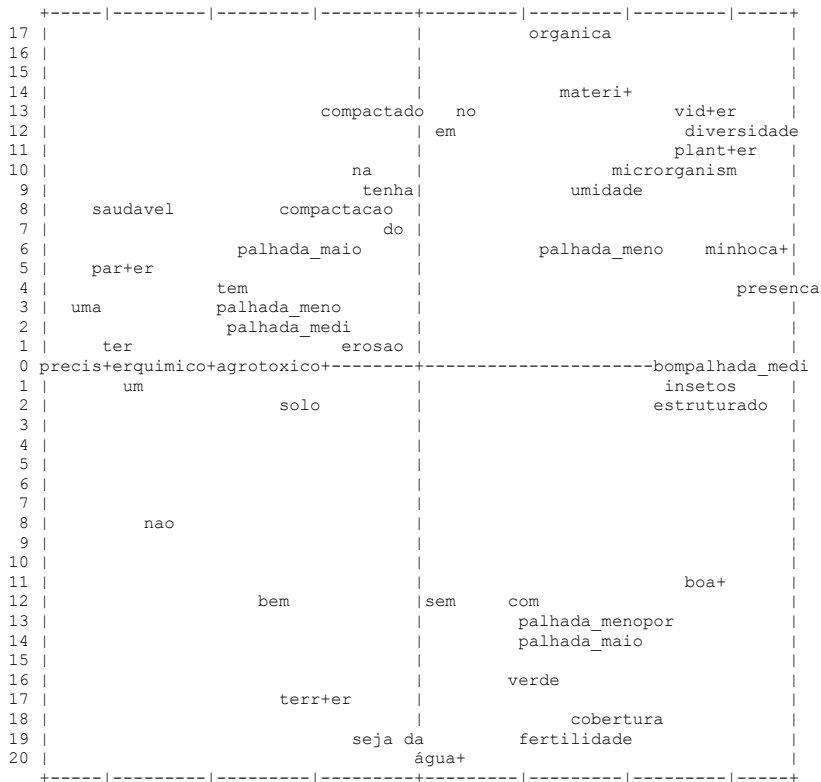 +-----|---------|---------+---------|---------|---------|-----+
17 | | organica |
16 | | |
15 | | |
14 | | materi+ |
13 | compactado no vid+er |
12 | | em diversidade
11 | | plant+er |
10 | na | microrganism |
9 | tenha| umidade |
8 | saudavel compactacao | |
7 | do | |
6 | palhada_maio | palhada_meno minhoca+|
5 | par+er | |
4 | tem | presenca
3 | uma palhada_meno | |
2 | palhada_medi | |
1 | ter erosao | |
0 precis+erquimico+agrotoxico+--------+----------------------bompalhada_medi
1 | um | insetos |
2 | solo | estruturado |
3 | | |
4 | | |
5 | | |
6 | | |
7 | | |
8 | nao | |
9 | | |
10 | | |
11 | | boa+ |
12 | bem |sem com |
13 | | palhada_menopor |
14 | | palhada_maio |
15 | | |
16 | | verde |
17 | terr+er | |
18 | | cobertura |
19 | seja da fertilidade |
20 | água+ |
+-----|---------|---------+---------|---------|---------|-----+